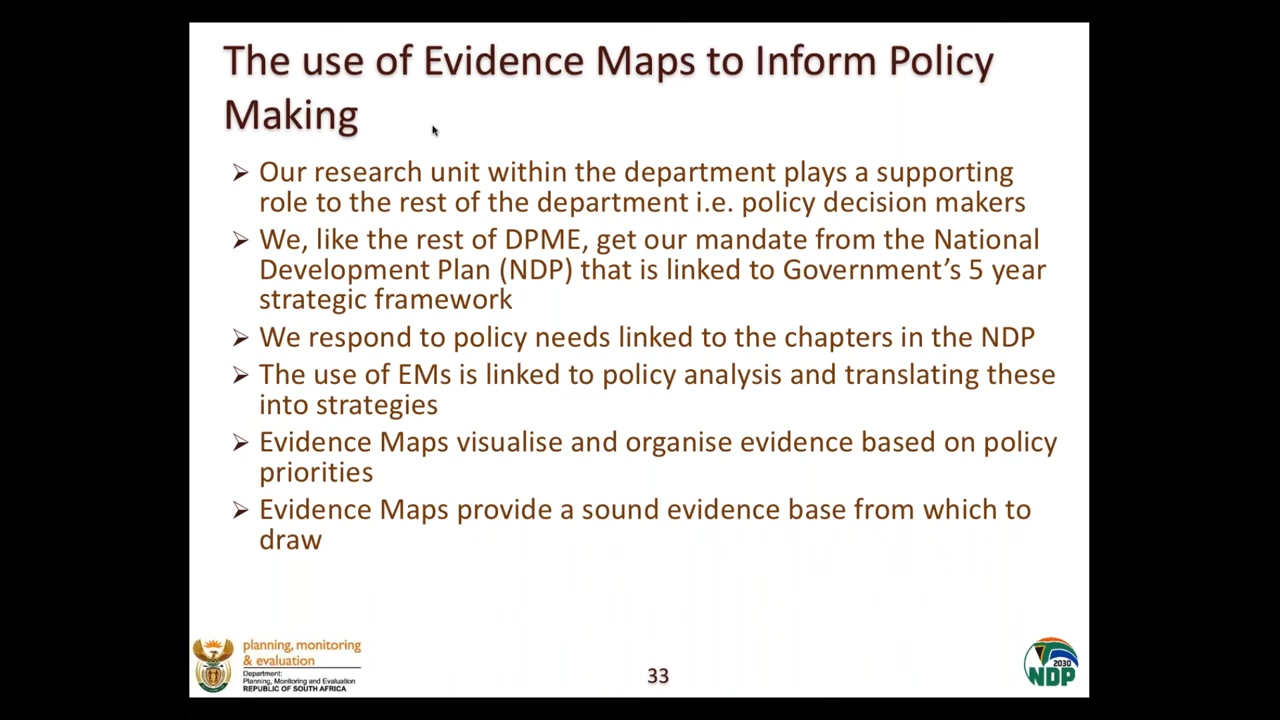 The use of Evidence Maps to Inform Policy
Making
➢ Our research unit within the department plays a supporting
role to the rest of the department i.e. policy decision makers
➢ We, like the rest of DPME, get our mandate from the National
Development Plan (NDP) that is linked to Government’s 5 year
strategic framework
➢ We respond to policy needs linked to the chapters in the NDP
➢ The use of EMs is linked to policy analysis and translating these
into strategies
➢ Evidence Maps visualise and organise evidence based on policy
priorities
➢ Evidence Maps provide a sound evidence base from which to
draw
planning, monitoring
& evaluation
Department:
Planning, Monitoring and Evaluation
REPUBLIC OF SOUTH AFRICA
33
2030
NDP